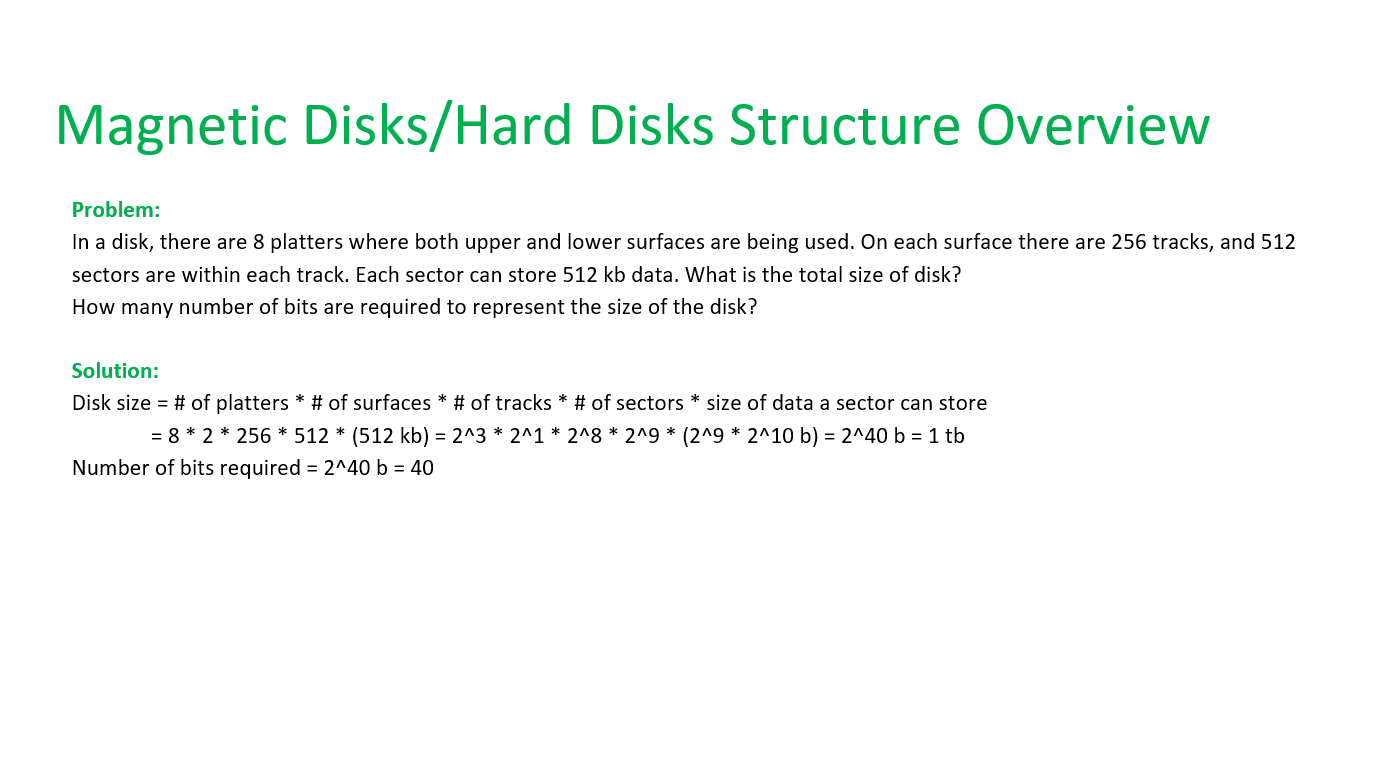 Magnetic Disks/Hard Disks Structure Overview
Problem:
In a disk, there are 8 platters where both upper and lower surfaces are being used. On each surface there are 256 tracks, and 512
sectors are within each track. Each sector can store 512 kb data. What is the total size of disk?
How many number of bits are required to represent the size of the disk?
Solution:
Disk size = # of platters * # of surfaces * # of tracks * # of sectors * size of data a sector can store
= 8 * 2 * 256 * 512 * (512 kb) = 2^3 * 2^1 * 2^8 * 2^9 * (2^9 * 2^10 b) = 2^40 b = 1 tb
Number of bits required = 2^40 b = 40